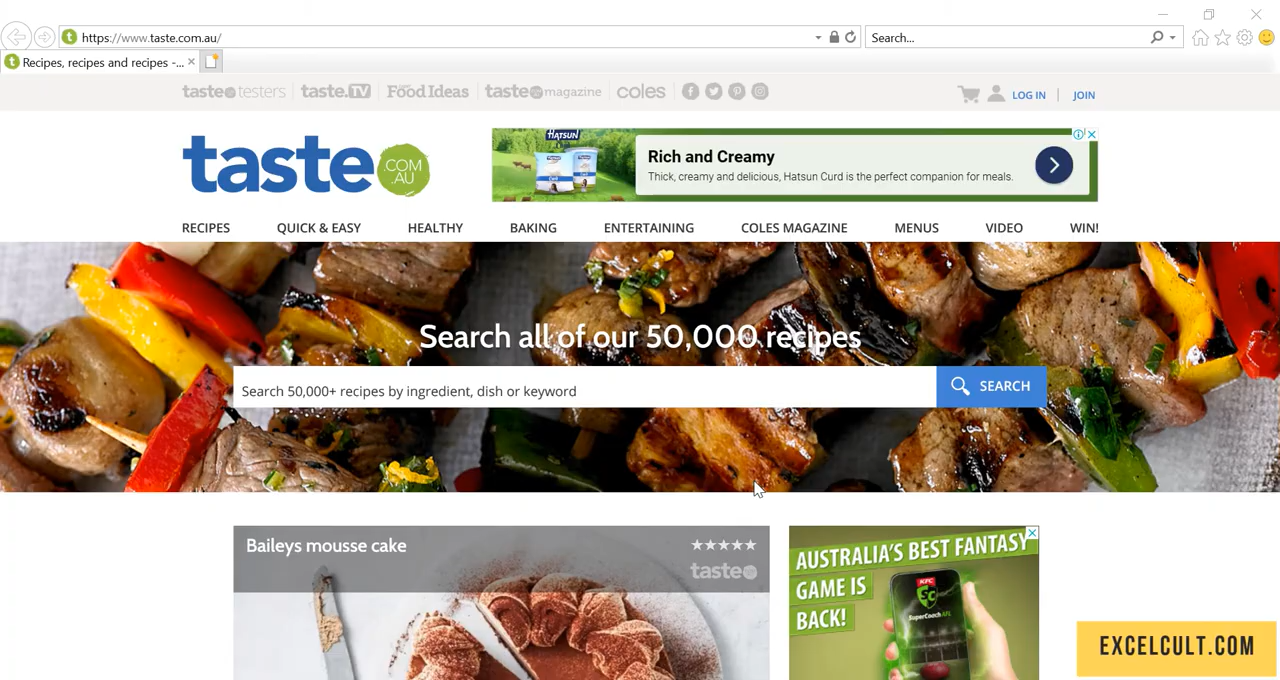 https://www.taste.com.au/
Search...
Recipes, recipes and recipes -...
taste testers
taste.TV
Food Ideas
taste magazine
coles
LOG IN
JOIN
taste .COM .AU
HATSUN
Rich and Creamy
Thick, creamy and delicious, Hatsun Curd is the perfect companion for meals.
RECIPES QUICK & EASY HEALTHY BAKING ENTERTAINING COLES MAGAZINE MENUS VIDEO WIN!
Search all of our 50,000 recipes
Search 50,000+ recipes by ingredient, dish or keyword
SEARCH
Baileys mousse cake
taste
AUSTRALIA'S BEST FANTASY
GAME IS
BACK!
KFC
SC
SuperCoach AFL
EXCELCULT.COM